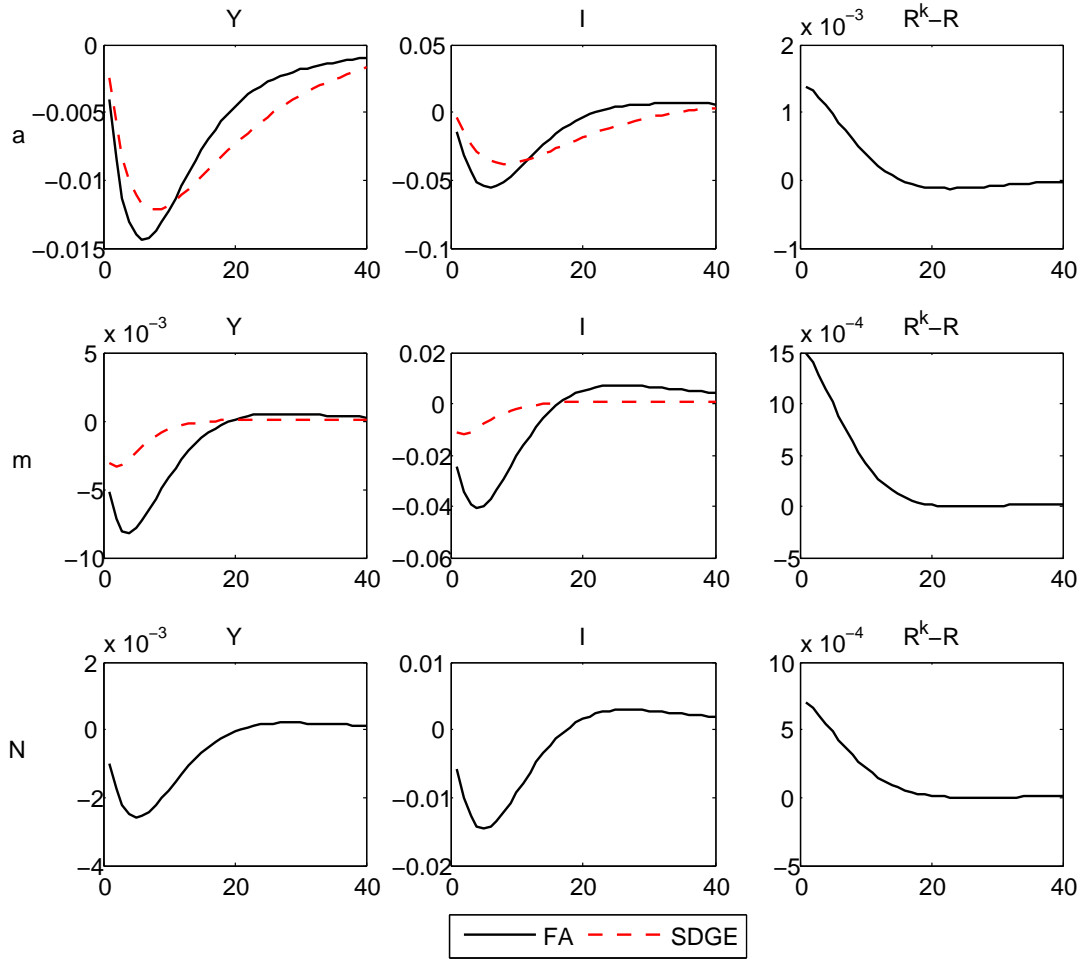 Y I R^k–R
x 10^–3
0 0.05 2
–0.005 0 1
a
–0.01 –0.05 0
–0.015 –0.1 –1
0 20 40 0 20 40 0 20 40
Y I R^k–R
x 10^–3 x 10^–4
5 0.02 15
0 0 10
m
–0.02 5
–5 –0.04 0
–10 –0.06 –5
0 20 40 0 20 40 0 20 40
Y I R^k–R
x 10^–3 x 10^–4
2 0.01 10
0 0 5
N
–2 –0.01 0
–4 –0.02 –5
0 20 40 0 20 40 0 20 40
FA SDGE